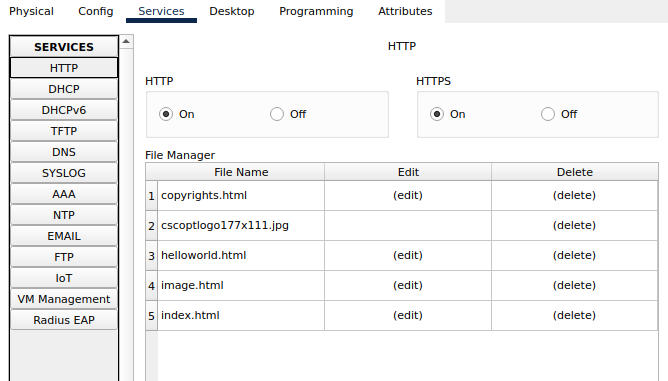 Physical Config Services Desktop Programming Attributes
SERVICES
HTTP
DHCP
DHCPv6
TFTP
DNS
SYSLOG
AAA
NTP
EMAIL
FTP
IoT
VM Management
Radius EAP
HTTP
HTTP
On Off
HTTPS
On Off
File Manager
File Name Edit Delete
1 copyrights.html (edit) (delete)
2 cscoptlogo177x111.jpg (delete)
3 helloworld.html (edit) (delete)
4 image.html (edit) (delete)
5 index.html (edit) (delete)